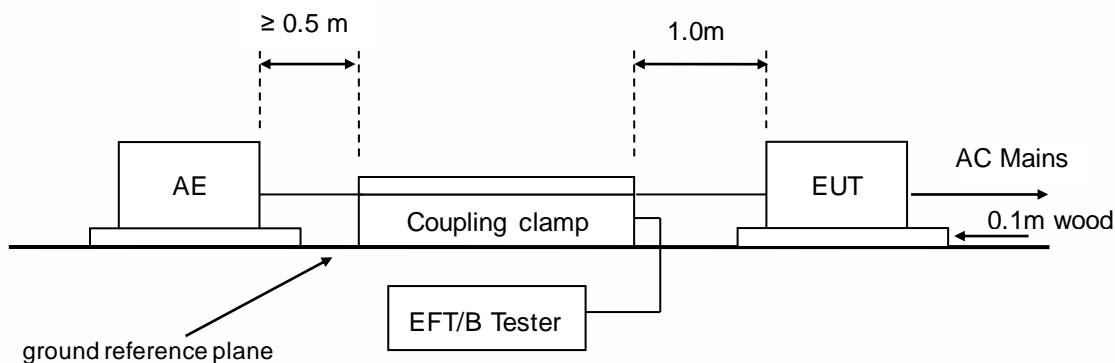 ≥ 0.5 m
1.0m
AE
EUT
AC Mains
Coupling clamp
0.1m wood
EFT/B Tester
ground reference plane